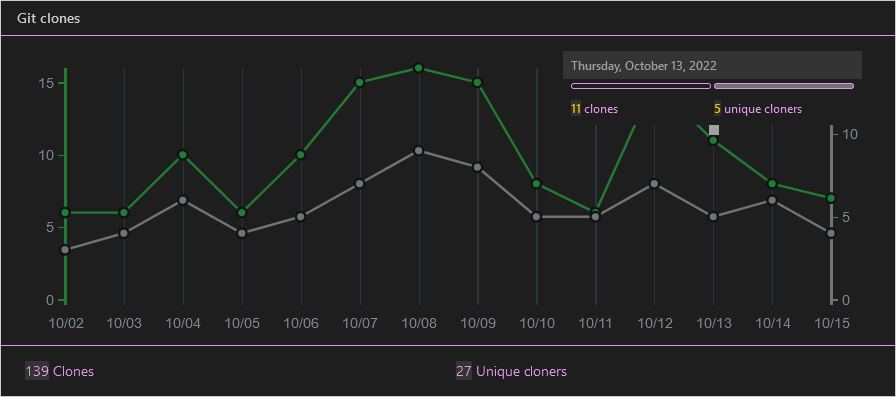 Git clones
Thursday, October 13, 2022
11 clones 5 unique cloners
15
10
5
0
10
5
0
10/02 10/03 10/04 10/05 10/06 10/07 10/08 10/09 10/10 10/11 10/12 10/13 10/14 10/15
139 Clones 27 Unique cloners